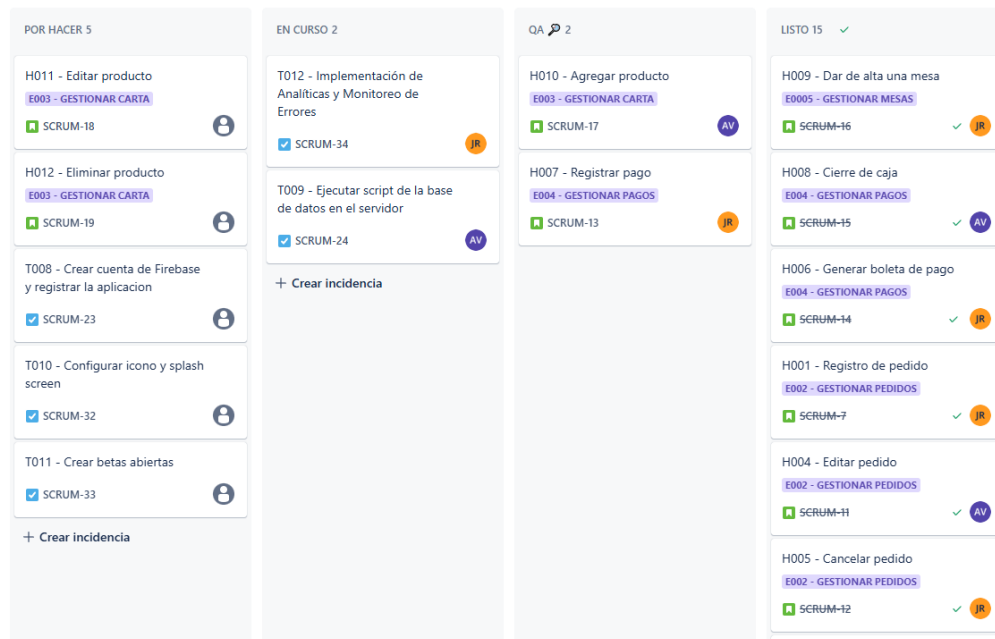 POR HACER 5
H011 - Editar producto
E003 - GESTIONAR CARTA
SCRUM-18
H012 - Eliminar producto
E003 - GESTIONAR CARTA
SCRUM-19
T008 - Crear cuenta de Firebase
y registrar la aplicacion
SCRUM-23
T010 - Configurar icono y splash
screen
SCRUM-32
T011 - Crear betas abiertas
SCRUM-33
+ Crear incidencia
EN CURSO 2
T012 - Implementación de
Analíticas y Monitoreo de
Errores
SCRUM-34
JR
T009 - Ejecutar script de la base
de datos en el servidor
SCRUM-24
AV
+ Crear incidencia
QA 🔎 2
H010 - Agregar producto
E003 - GESTIONAR CARTA
SCRUM-17
AV
H007 - Registrar pago
E004 - GESTIONAR PAGOS
SCRUM-13
JR
LISTO 15
H009 - Dar de alta una mesa
E0005 - GESTIONAR MESAS
SCRUM-16
JR
H008 - Cierre de caja
E004 - GESTIONAR PAGOS
SCRUM-15
AV
H006 - Generar boleta de pago
E004 - GESTIONAR PAGOS
SCRUM-14
JR
H001 - Registro de pedido
E002 - GESTIONAR PEDIDOS
SCRUM-7
JR
H004 - Editar pedido
E002 - GESTIONAR PEDIDOS
SCRUM-11
AV
H005 - Cancelar pedido
E002 - GESTIONAR PEDIDOS
SCRUM-12
JR